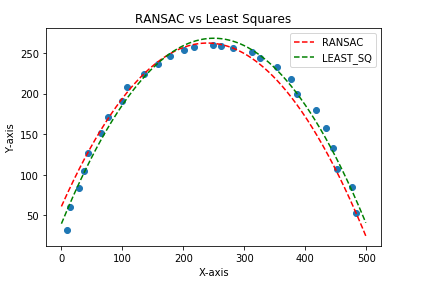 RANSAC vs Least Squares
RANSAC
LEAST_SQ
Y-axis
250
200
150
100
50
0
100
200
300
400
500
X-axis